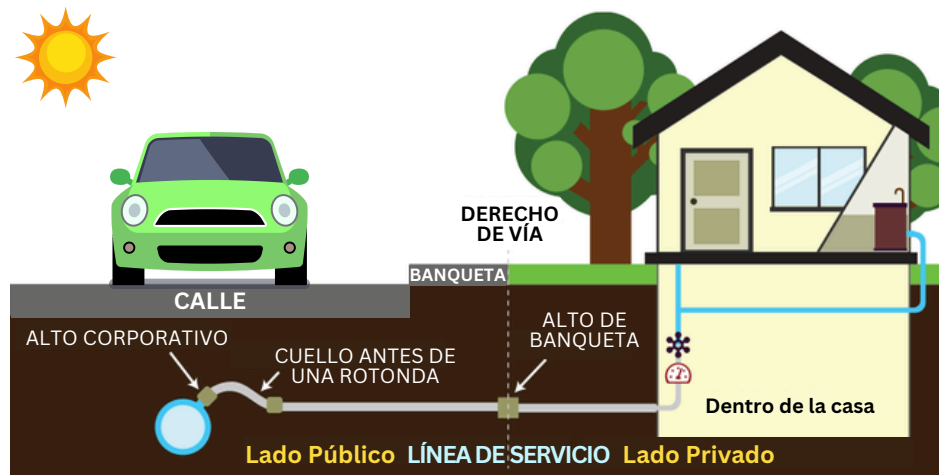 DERECHO
DE VÍA
BANQUETA
CALLE
ALTO CORPORATIVO
CUELLO ANTES DE
UNA ROTONDA
ALTO DE
BANQUETA
Dentro de la casa
Lado Público LÍNEA DE SERVICIO Lado Privado